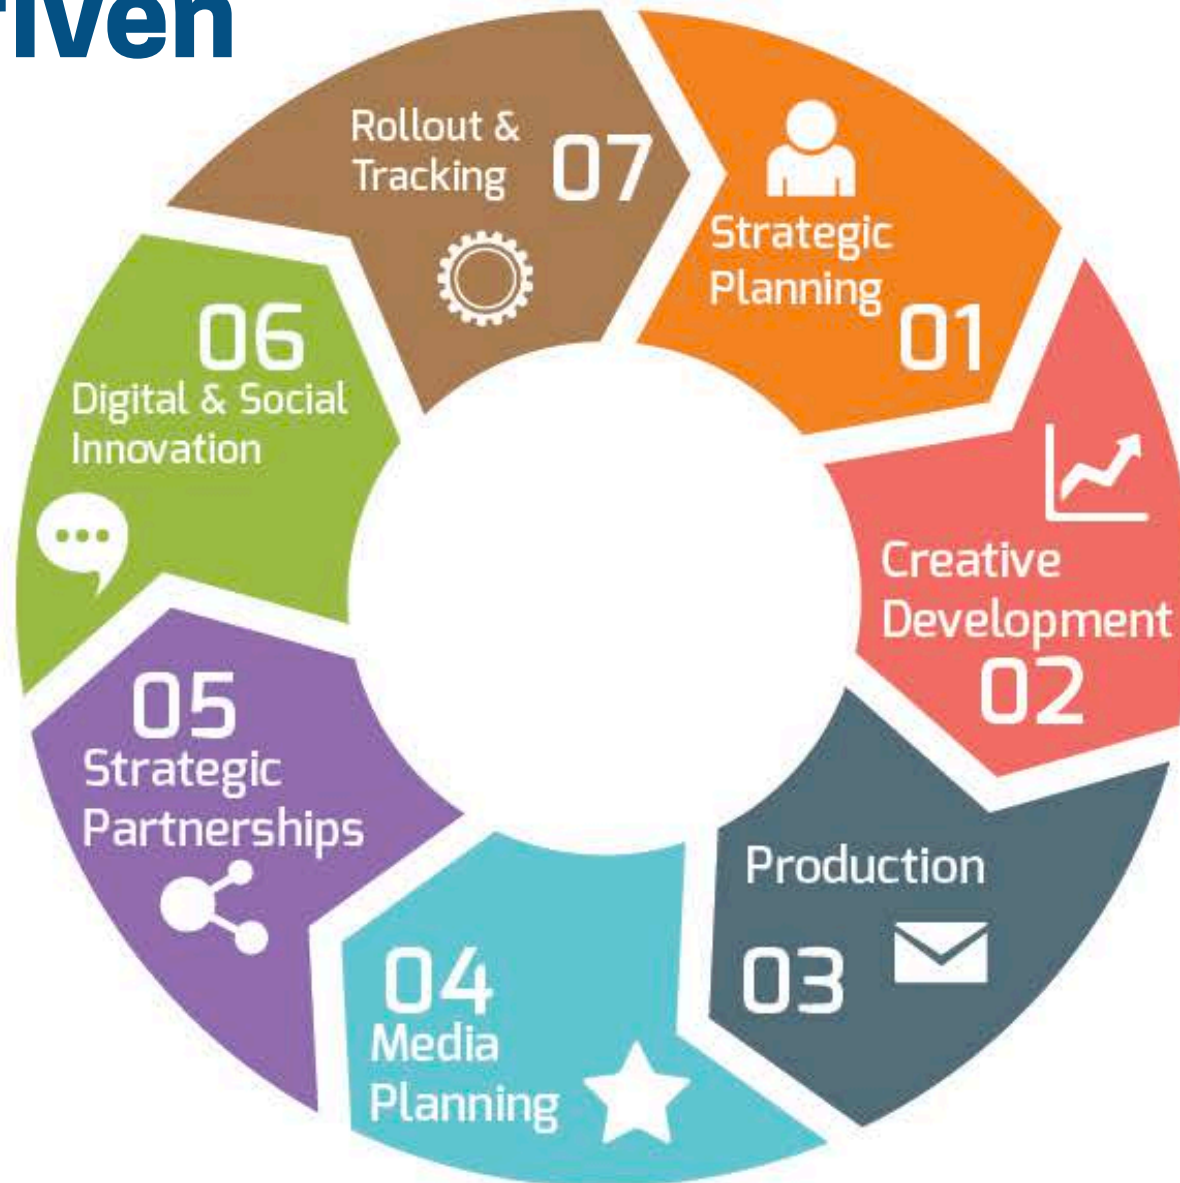 riven
Strategic
Planning
01
Creative
Development
02
Production
03
04
Media
Planning
05
Strategic
Partnerships
06
Digital & Social
Innovation
Rollout &
Tracking
07